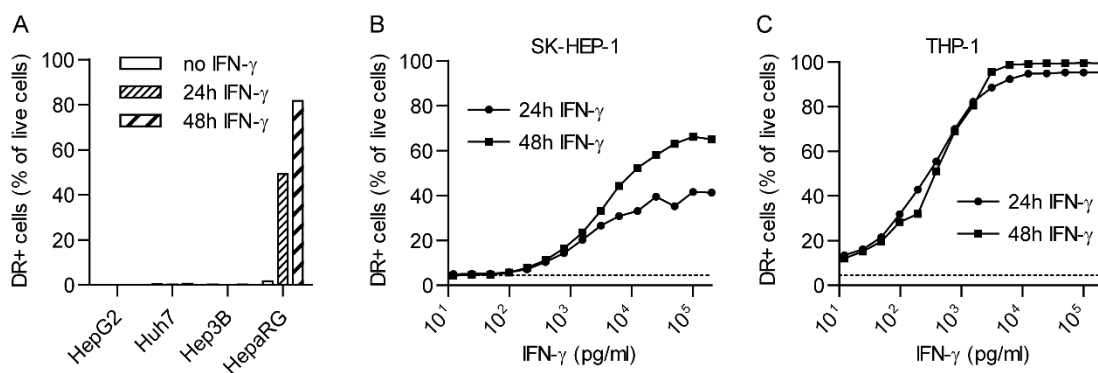 A
DR+ cells (% of live cells)
100
80
60
40
20
0
no IFN-γ
24h IFN-γ
48h IFN-γ
HepG2
Huh7
Hep3B
HepaRG
B
SK-HEP-1
DR+ cells (% of live cells)
100
80
60
40
20
0
24h IFN-γ
48h IFN-γ
10¹
10²
10³
10⁴
10⁵
IFN-γ (pg/ml)
C
THP-1
DR+ cells (% of live cells)
100
80
60
40
20
0
24h IFN-γ
48h IFN-γ
10¹
10²
10³
10⁴
10⁵
IFN-γ (pg/ml)